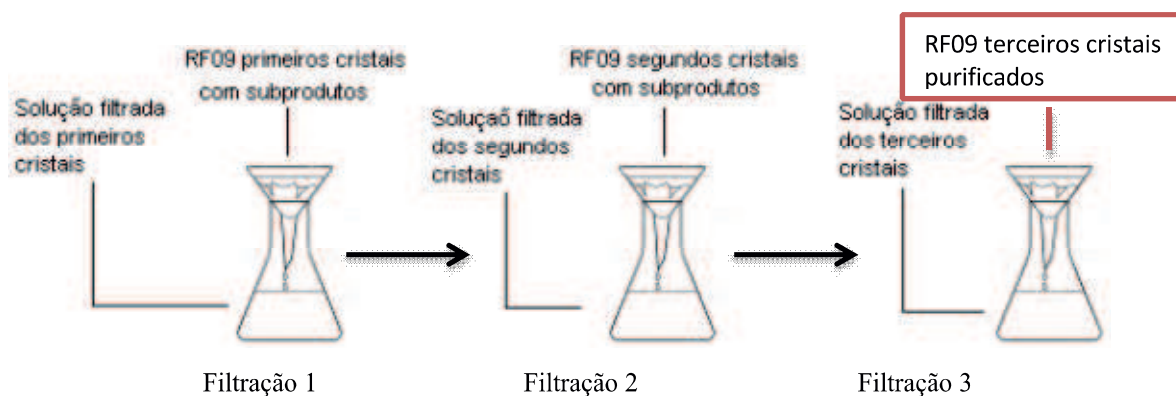 RF09 primeiros cristais
com subprodutos
Solução filtrada
dos primeiros
cristais
Filtração 1
RF09 segundos cristais
com subprodutos
Soluçaõ filtrada
dos segundos
cristais
Filtração 2
RF09 terceiros cristais
purificados
Solução filtrada
dos terceiros
cristais
Filtração 3